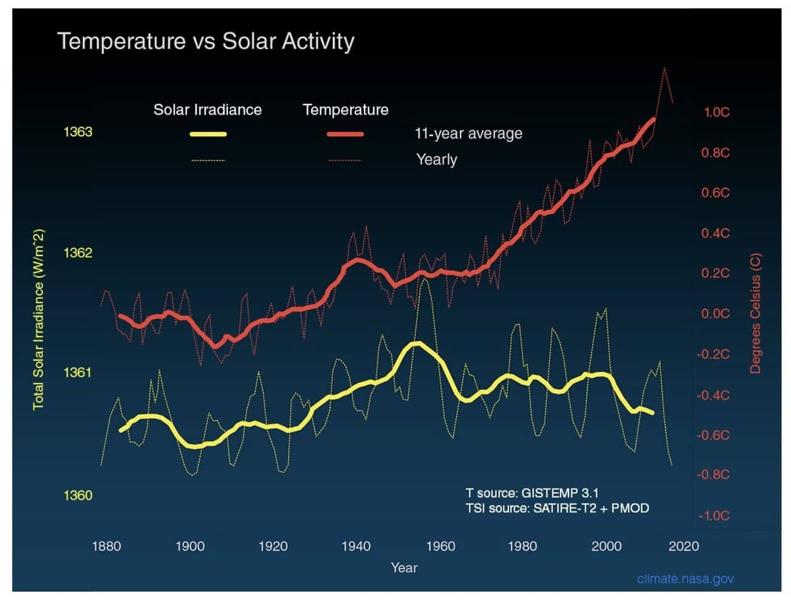 Temperature vs Solar Activity
Solar Irradiance Temperature
11-year average
Yearly
1363
1362
1361
1360
Total Solar Irradiance (W/m^2)
1.0C
0.8C
0.6C
0.4C
0.2C
0.0C
-0.2C
-0.4C
-0.6C
-0.8C
-1.0C
Degrees Celsius (C)
T source: GISTEMP 3.1
TSI source: SATIRE-T2 + PMOD
1880 1900 1920 1940 1960 1980 2000 2020
Year
climate.nasa.gov